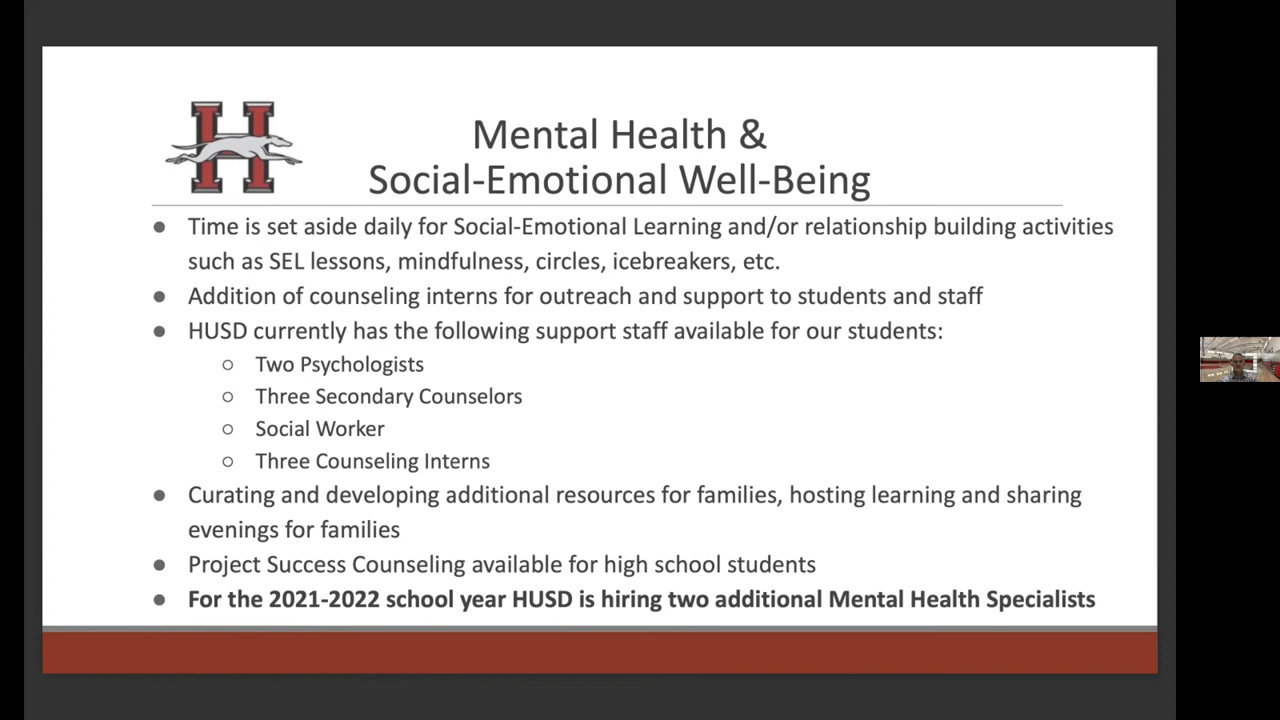 H
Mental Health &
Social-Emotional Well-Being
● Time is set aside daily for Social-Emotional Learning and/or relationship building activities
such as SEL lessons, mindfulness, circles, icebreakers, etc.
● Addition of counseling interns for outreach and support to students and staff
● HUSD currently has the following support staff available for our students:
○ Two Psychologists
○ Three Secondary Counselors
○ Social Worker
○ Three Counseling Interns
● Curating and developing additional resources for families, hosting learning and sharing
evenings for families
● Project Success Counseling available for high school students
● For the 2021-2022 school year HUSD is hiring two additional Mental Health Specialists